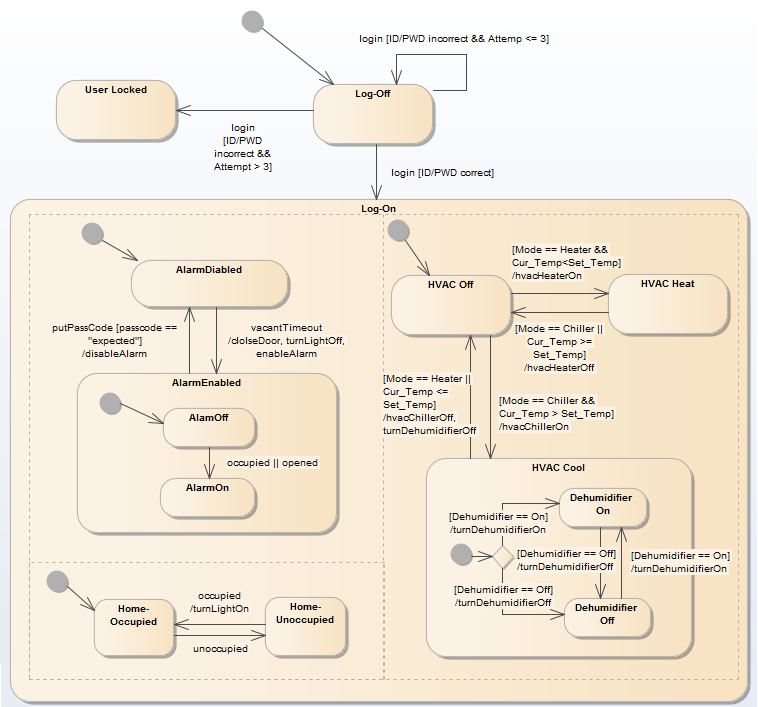 login [ID/PWD incorrect && Attemp <= 3]
User Locked
Log-Off
login
[ID/PWD
incorrect &&
Attempt > 3]
login [ID/PWD correct]
Log-On
AlarmDiabled
putPassCode [passcode ==
"expected"]
/disableAlarm
vacantTimeout
/clolseDoor, turnLightOff,
enableAlarm
AlarmEnabled
AlamOff
occupied || opened
AlarmOn
Home-
Occupied
occupied
/turnLightOn
unoccupied
Home-
Unoccupied
HVAC Off
[Mode == Heater &&
Cur_Temp<Set_Temp]
/hvacHeaterOn
HVAC Heat
[Mode == Chiller ||
Cur_Temp >=
Set_Temp]
/hvacHeaterOff
[Mode == Heater ||
Cur_Temp <=
Set_Temp]
/hvacChillerOff,
turnDehumidifierOff
[Mode == Chiller &&
Cur_Temp > Set_Temp]
/hvacChillerOn
HVAC Cool
Dehumidifier
On
[Dehumidifier == On]
/turnDehumidifierOn
[Dehumidifier == Off]
/turnDehumidifierOff
[Dehumidifier == On]
/turnDehumidifierOn
[Dehumidifier == Off]
/turnDehumidifierOff
Dehumidifier
Off